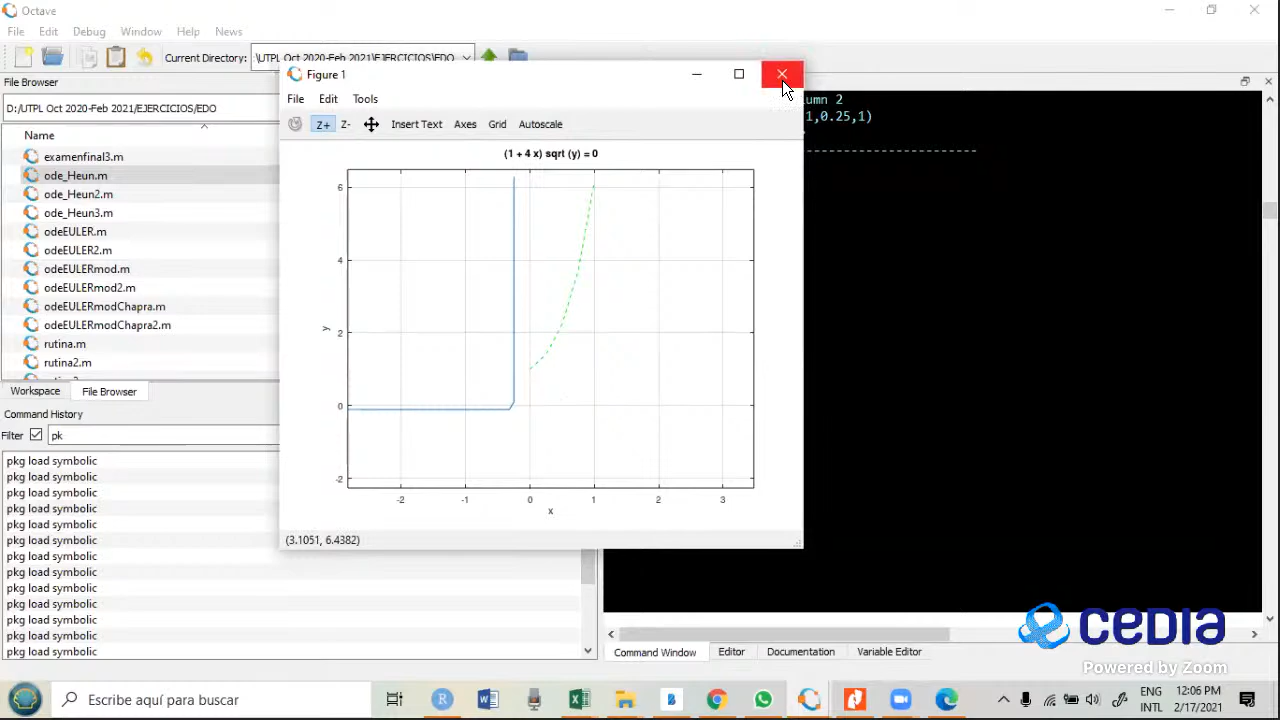 Octave
File Edit Debug Window Help News
Current Directory: \UTPL Oct 2020-Feb 2021\EJERCICIOS\EDO
File Browser
D:/UTPL Oct 2020-Feb 2021/EJERCICIOS/EDO
Name
examenfinal3.m
ode_Heun.m
ode_Heun2.m
ode_Heun3.m
odeEULER.m
odeEULER2.m
odeEULERmod.m
odeEULERmod2.m
odeEULERmodChapra.m
odeEULERmodChapra2.m
rutina.m
rutina2.m
Workspace File Browser
Command History
Filter pk
pkg load symbolic
pkg load symbolic
pkg load symbolic
pkg load symbolic
pkg load symbolic
pkg load symbolic
pkg load symbolic
pkg load symbolic
pkg load symbolic
pkg load symbolic
pkg load symbolic
pkg load symbolic
pkg load symbolic
Figure 1
File Edit Tools
Z+ Z- Insert Text Axes Grid Autoscale
(1 + 4 x) sqrt (y) = 0
6
4
2
0
-2
y
-2 -1 0 1 2 3
x
(3.1051, 6.4382)
umn 2
1,0.25,1)
--------------------
Command Window Editor Documentation Variable Editor
cedia
Powered by Zoom
Escribe aquí para buscar
ENG
INTL
12:06 PM
2/17/2021